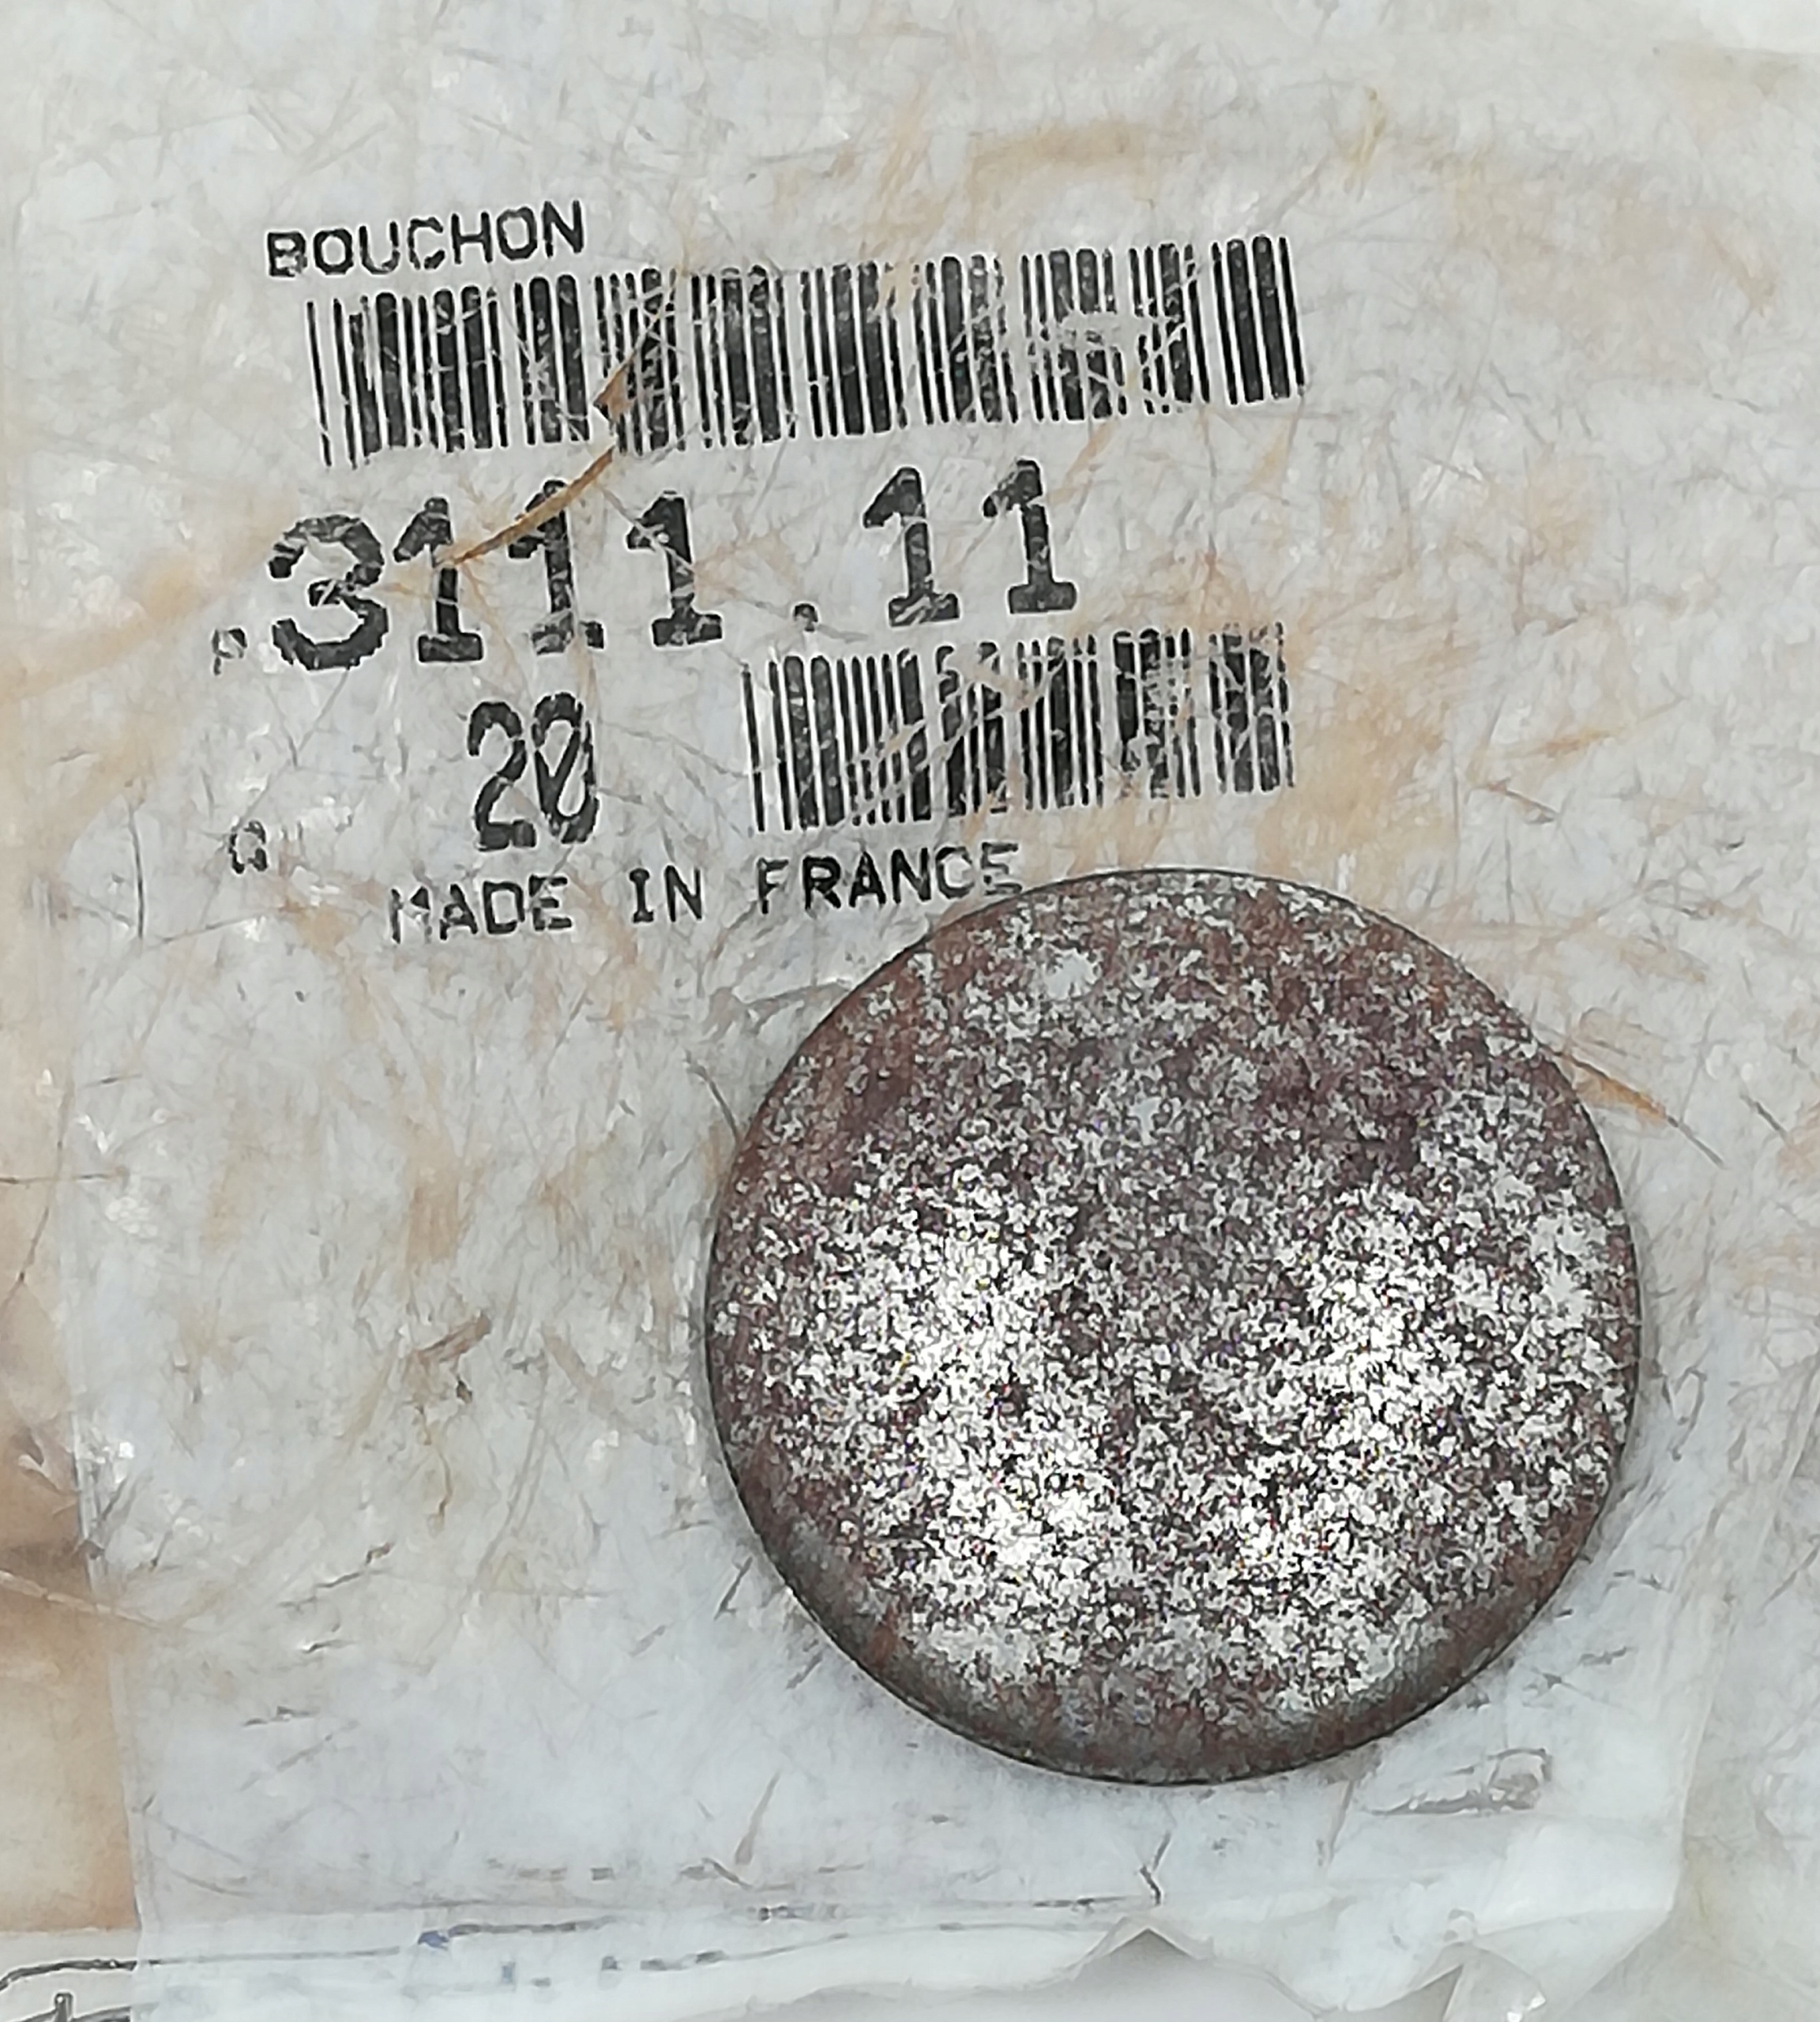 BOUCHON
P 3111.11
Q 20
MADE IN FRANCE